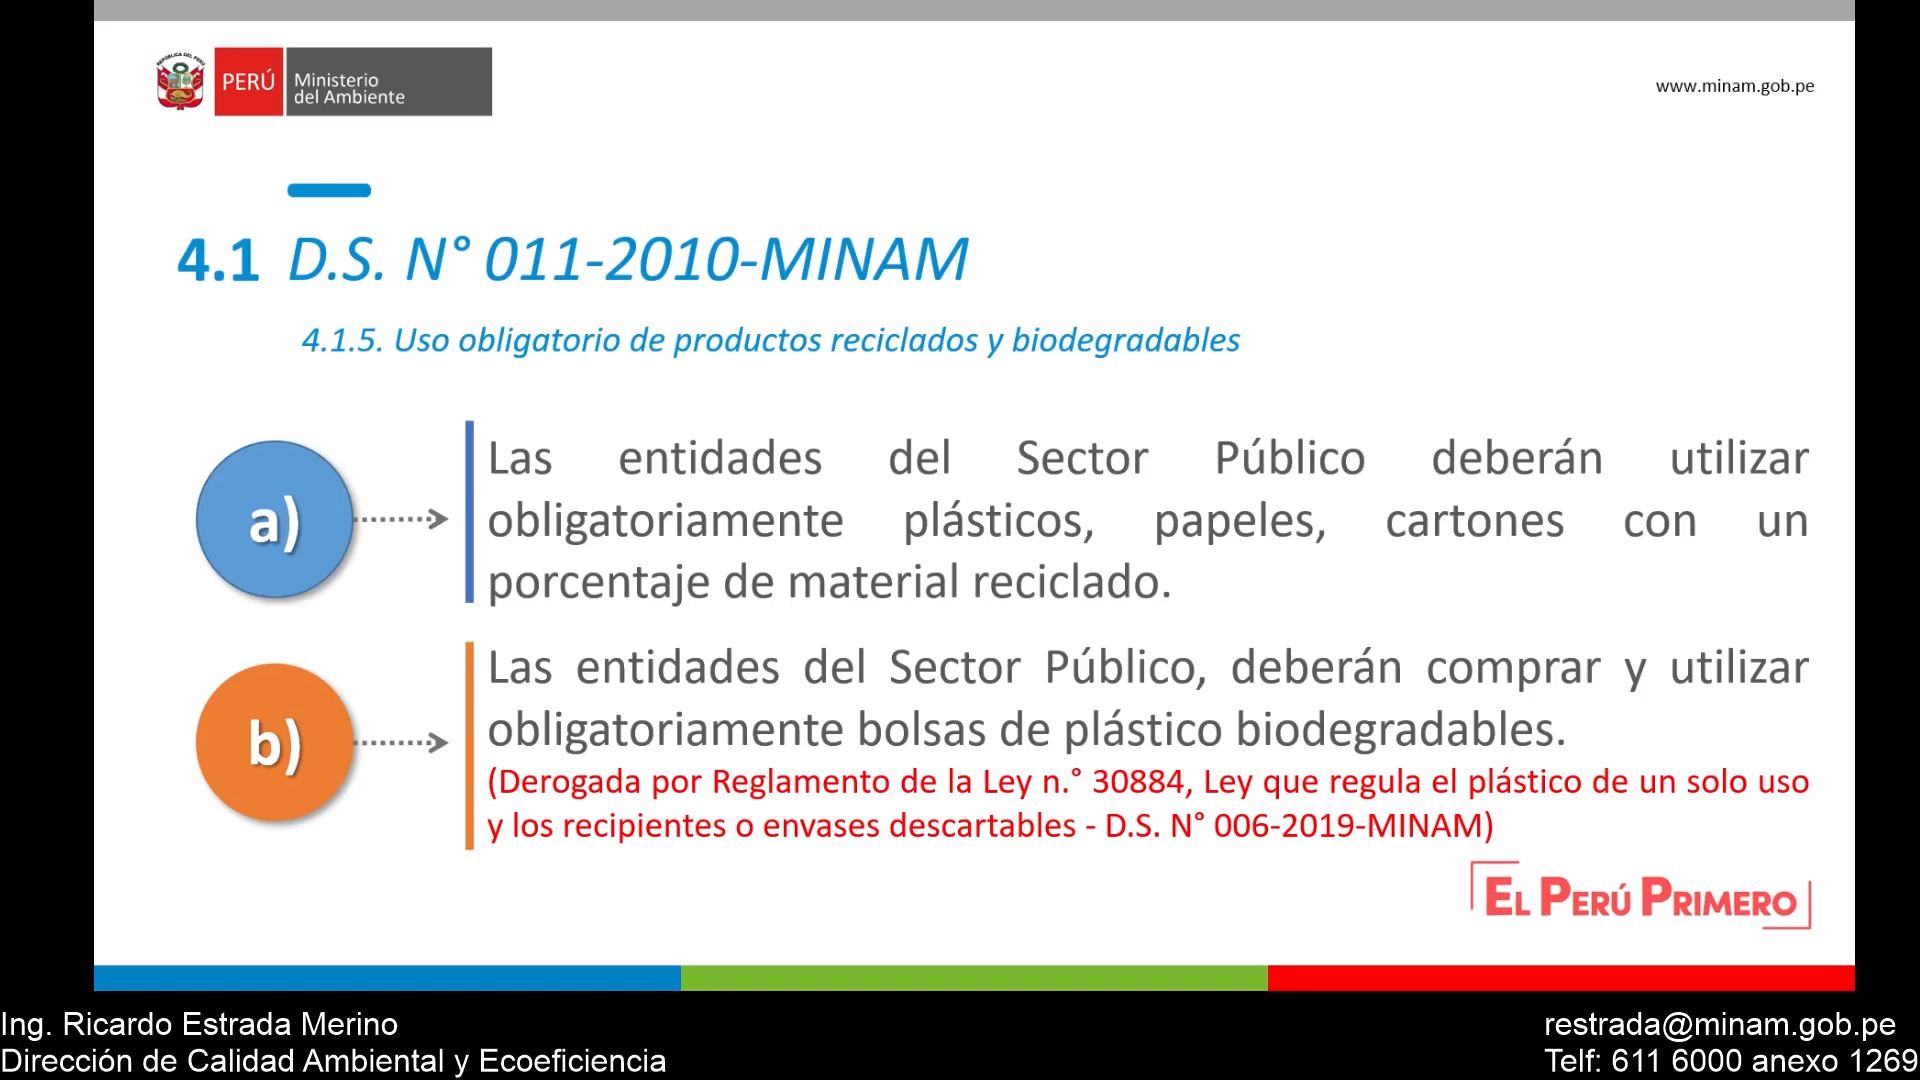 REPÚBLICA DEL PERÚ
PERÚ
Ministerio
del Ambiente
www.minam.gob.pe
4.1 D.S. N° 011-2010-MINAM
4.1.5. Uso obligatorio de productos reciclados y biodegradables
a)
Las entidades del Sector Público deberán utilizar
obligatoriamente plásticos, papeles, cartones con un
porcentaje de material reciclado.
b)
Las entidades del Sector Público, deberán comprar y utilizar
obligatoriamente bolsas de plástico biodegradables.
(Derogada por Reglamento de la Ley n.° 30884, Ley que regula el plástico de un solo uso
y los recipientes o envases descartables - D.S. N° 006-2019-MINAM)
EL PERÚ PRIMERO
Ing. Ricardo Estrada Merino
Dirección de Calidad Ambiental y Ecoeficiencia
restrada@minam.gob.pe
Telf: 611 6000 anexo 1269